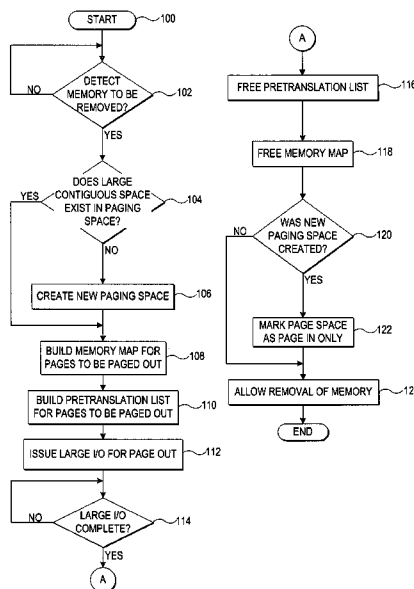 START
100
DETECT
MEMORY TO BE
REMOVED?
102
NO
YES
DOES LARGE
CONTIGUOUS SPACE
EXIST IN PAGING
SPACE?
104
YES
NO
CREATE NEW PAGING SPACE
106
BUILD MEMORY MAP FOR
PAGES TO BE PAGED OUT
108
BUILD PRETRANSLATION LIST
FOR PAGES TO BE PAGED OUT
110
ISSUE LARGE I/O FOR PAGE OUT
112
LARGE I/O
COMPLETE?
114
NO
YES
A
A
FREE PRETRANSLATION LIST
116
FREE MEMORY MAP
118
WAS NEW
PAGING SPACE
CREATED?
120
NO
YES
MARK PAGE SPACE
AS PAGE IN ONLY
122
ALLOW REMOVAL OF MEMORY
12
END